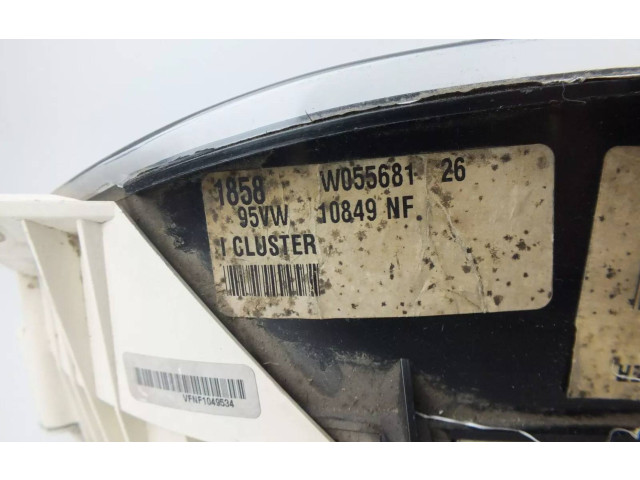 1858 W055681 26
95VW 10849 NF.
I CLUSTER
VFNF1049534